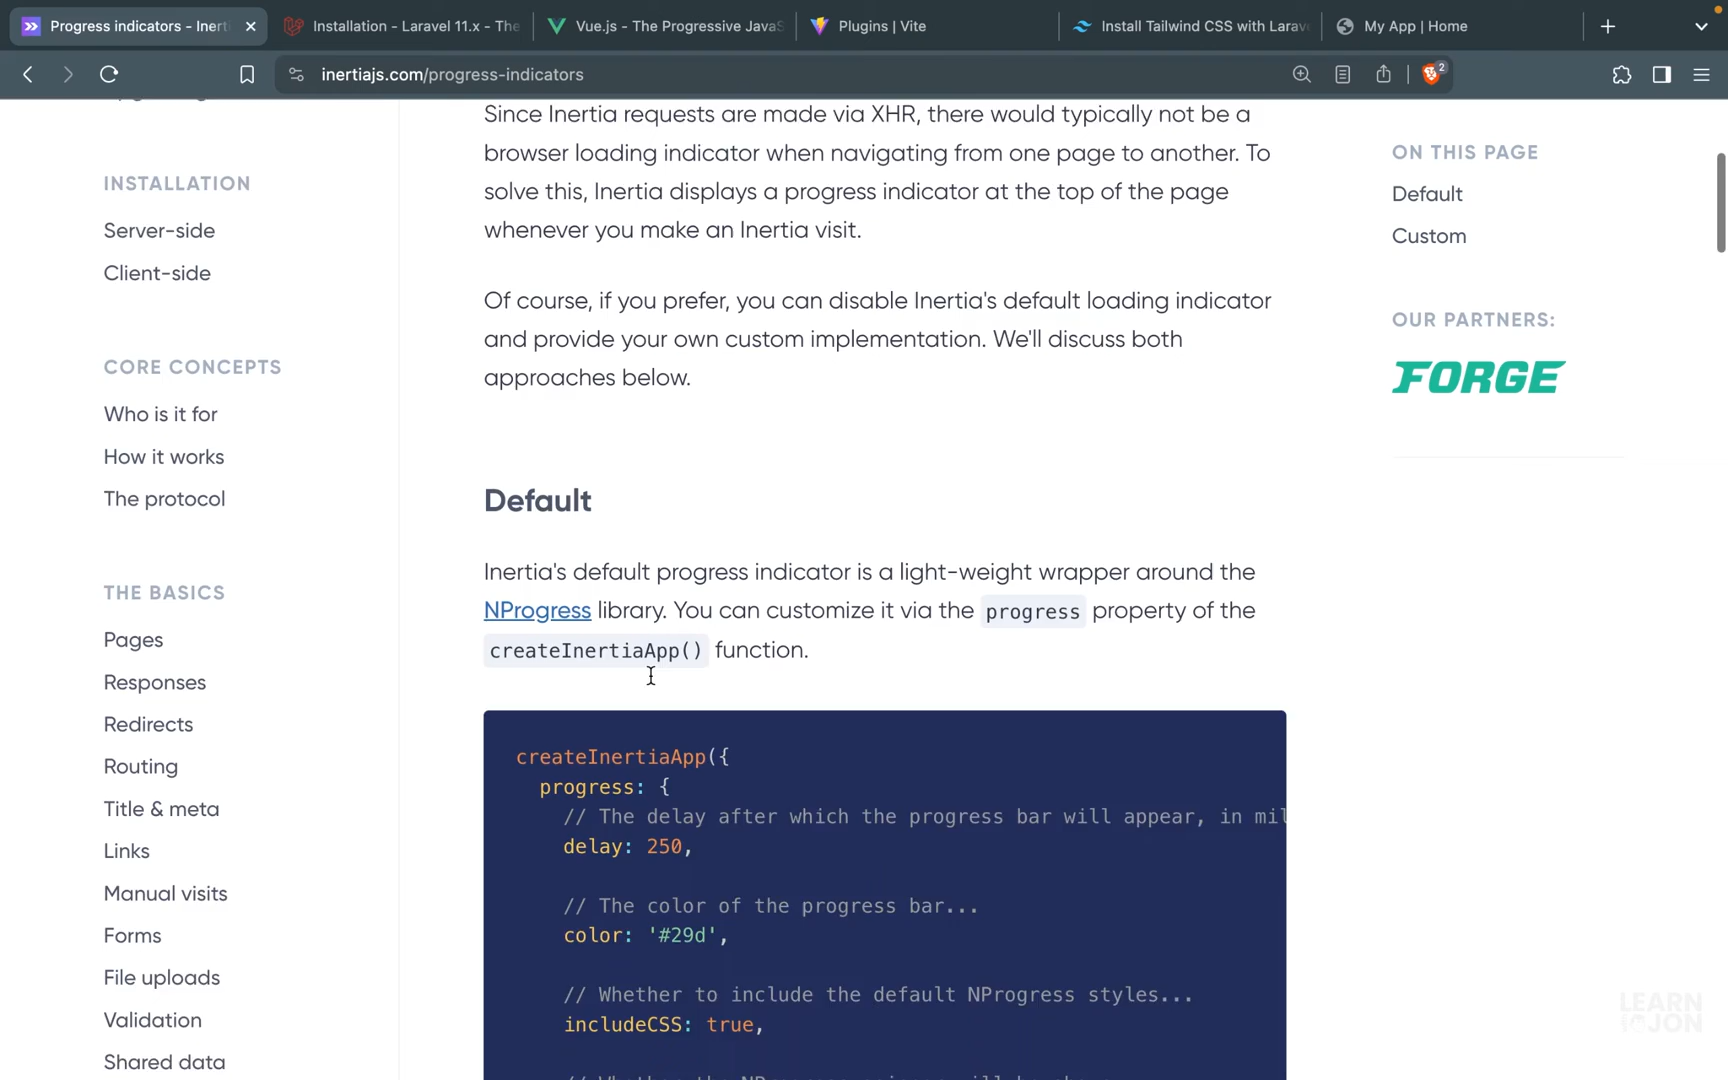 Progress indicators - Inerti
Installation - Laravel 11.x - The
Vue.js - The Progressive JavaS
Plugins | Vite
Install Tailwind CSS with Larave
My App | Home
inertiajs.com/progress-indicators
2
INSTALLATION
Server-side
Client-side
CORE CONCEPTS
Who is it for
How it works
The protocol
THE BASICS
Pages
Responses
Redirects
Routing
Title & meta
Links
Manual visits
Forms
File uploads
Validation
Shared data
Since Inertia requests are made via XHR, there would typically not be a
browser loading indicator when navigating from one page to another. To
solve this, Inertia displays a progress indicator at the top of the page
whenever you make an Inertia visit.
Of course, if you prefer, you can disable Inertia's default loading indicator
and provide your own custom implementation. We'll discuss both
approaches below.
Default
Inertia's default progress indicator is a light-weight wrapper around the
NProgress library. You can customize it via the progress property of the
createInertiaApp() function.
createInertiaApp({
progress: {
// The delay after which the progress bar will appear, in mil
delay: 250,
// The color of the progress bar...
color: '#29d',
// Whether to include the default NProgress styles...
includeCSS: true,
ON THIS PAGE
Default
Custom
OUR PARTNERS:
FORGE
LEARN
JON